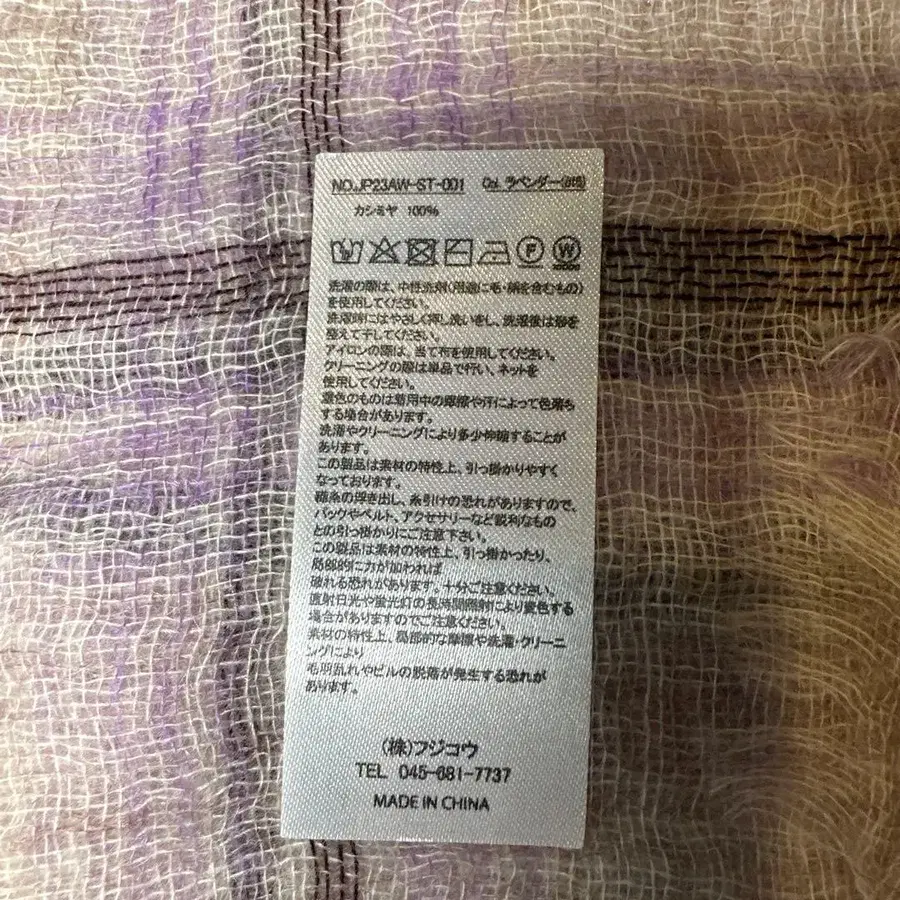 NO.JP23AW-ST-001 Col. ラベンダー
カシミヤ 100%
洗濯の際は、中性洗剤(用途に毛・絹を含むもの)
を使用してください。
洗濯時にはやさしく押し洗いをし、洗濯後は形を
整えて干してください。
アイロンの際は、当て布を使用してください。
クリーニングの際は単品で行い、ネットを
使用してください。
濃色のものは着用中の摩擦や汗によって色落ち
する場合があります。
洗濯やクリーニングにより多少伸縮することが
あります。
この製品は素材の特性上、引っ掛かりやすく
なっております。
織糸の浮き出し、糸引けの恐れがありますので、
バックやベルト、アクセサリーなど鋭利なもの
との引っ掛かりにご注意下さい。
この製品は素材の特性上、引っ掛かったり、
局部的に力が加われば
破れる恐れがあります。十分ご注意ください。
直射日光や蛍光灯の長時間照射により変色する
場合がありますのでご注意ください。
素材の特性上、局部的な摩擦や洗濯・クリーニ
ングにより
毛羽乱れやピルの脱落が発生する恐れが
あります。
(株)フジコウ
TEL 045-681-7737
MADE IN CHINA